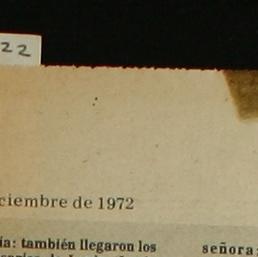 22
ciembre de 1972
ía: también llegaron los
señora: